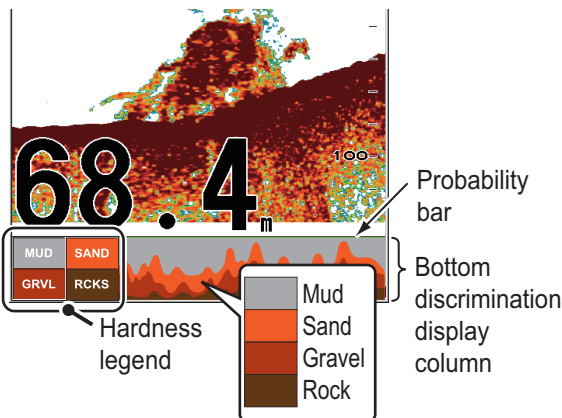 100
68.4m
Probability
bar
MUD SAND
GRVL RCKS
Bottom
discrimination
display
column
Mud
Sand
Gravel
Rock
Hardness
legend